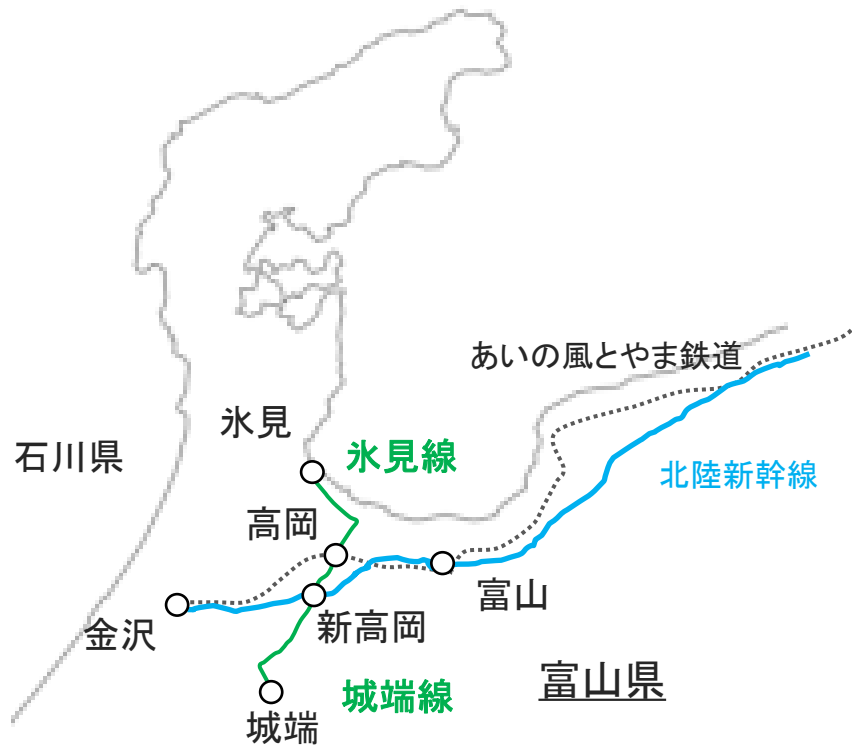 あいの風とやま鉄道
氷見
氷見線
石川県
北陸新幹線
高岡
富山
新高岡
金沢
富山県
城端線
城端